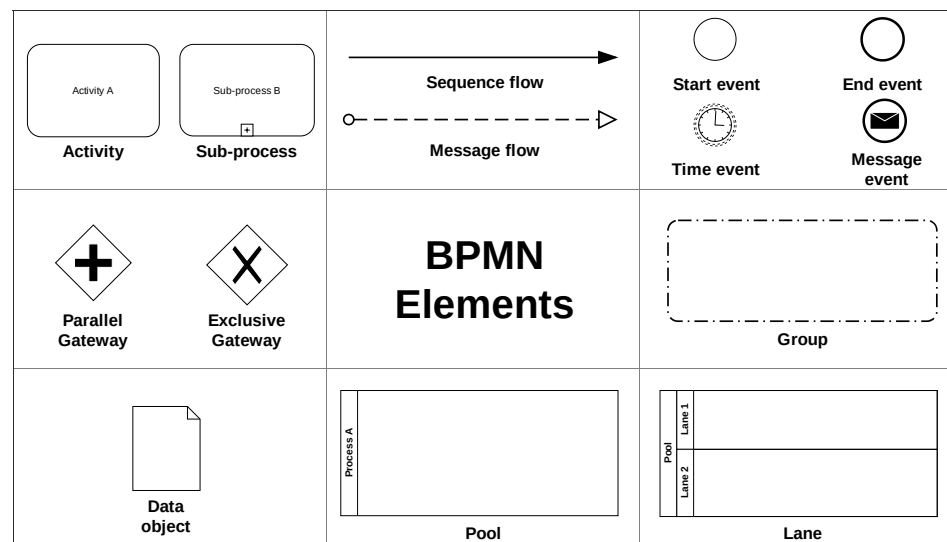 Activity A
Sub-process B
+
Activity
Sub-process
Sequence flow
Message flow
Start event
End event
Time event
Message
event
Parallel
Gateway
Exclusive
Gateway
BPMN
Elements
Group
Data
object
Process A
Pool
Pool
Lane 1
Lane 2
Lane